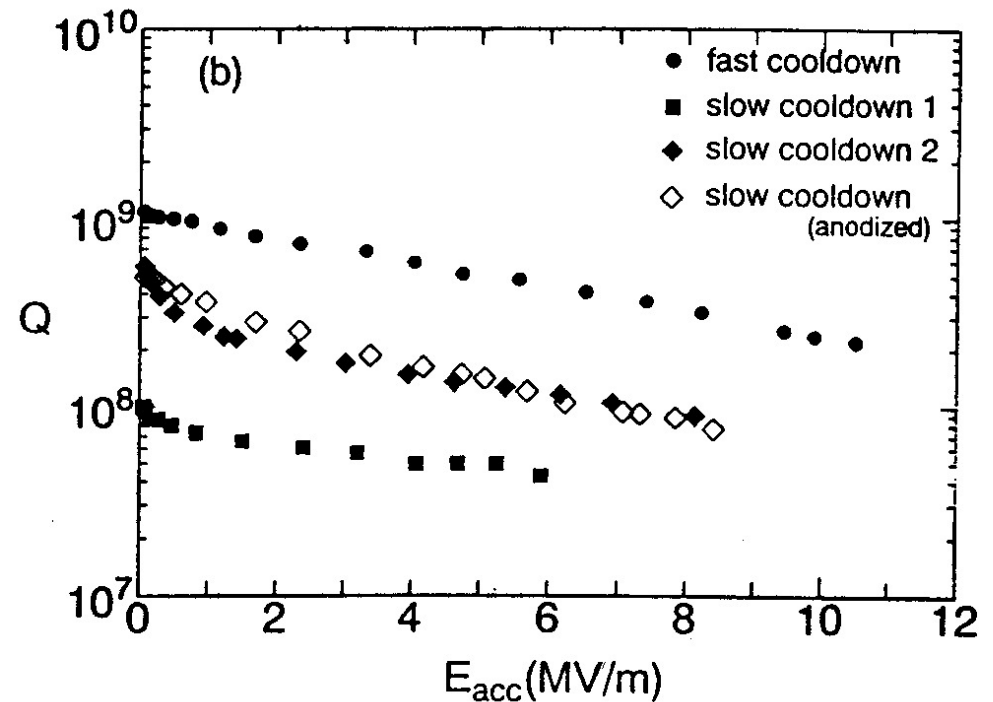 10^10
(b)
fast cooldown
slow cooldown 1
slow cooldown 2
slow cooldown
(anodized)
10^9
Q
10^8
10^7
0 2 4 6 8 10 12
E_acc(MV/m)